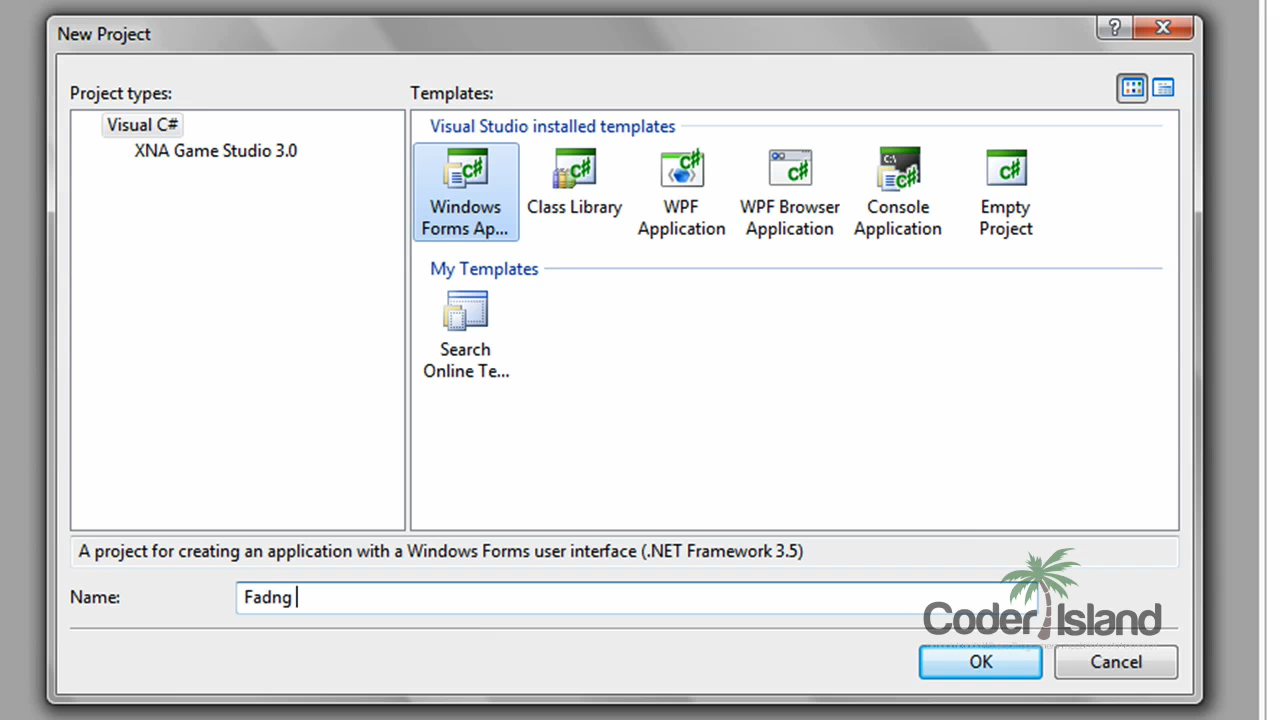 New Project
Project types:
Templates:
Visual C#
XNA Game Studio 3.0
Visual Studio installed templates
Windows Forms Ap...
Class Library
WPF Application
WPF Browser Application
Console Application
Empty Project
My Templates
Search Online Te...
A project for creating an application with a Windows Forms user interface (.NET Framework 3.5)
Name:
Fadng
Coder Island
OK
Cancel